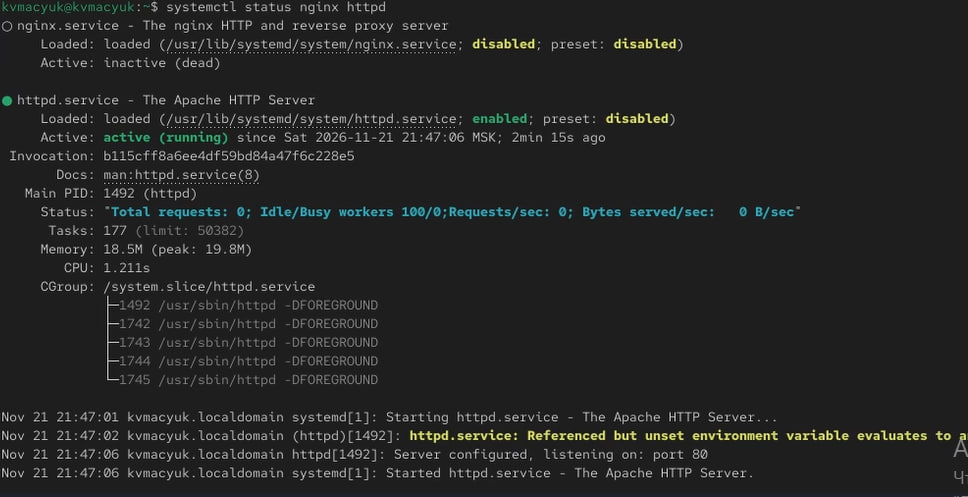 kvmacyuk@kvmacyuk:~$ systemctl status nginx httpd
○ nginx.service - The nginx HTTP and reverse proxy server
Loaded: loaded (/usr/lib/systemd/system/nginx.service; disabled; preset: disabled)
Active: inactive (dead)
● httpd.service - The Apache HTTP Server
Loaded: loaded (/usr/lib/systemd/system/httpd.service; enabled; preset: disabled)
Active: active (running) since Sat 2026-11-21 21:47:06 MSK; 2min 15s ago
Invocation: b115cff8a6ee4df59bd84a47f6c228e5
Docs: man:httpd.service(8)
Main PID: 1492 (httpd)
Status: "Total requests: 0; Idle/Busy workers 100/0;Requests/sec: 0; Bytes served/sec:   0 B/sec"
Tasks: 177 (limit: 50382)
Memory: 18.5M (peak: 19.8M)
CPU: 1.211s
CGroup: /system.slice/httpd.service
├─1492 /usr/sbin/httpd -DFOREGROUND
├─1742 /usr/sbin/httpd -DFOREGROUND
├─1743 /usr/sbin/httpd -DFOREGROUND
├─1744 /usr/sbin/httpd -DFOREGROUND
└─1745 /usr/sbin/httpd -DFOREGROUND
Nov 21 21:47:01 kvmacyuk.localdomain systemd[1]: Starting httpd.service - The Apache HTTP Server...
Nov 21 21:47:02 kvmacyuk.localdomain (httpd)[1492]: httpd.service: Referenced but unset environment variable evaluates to
Nov 21 21:47:06 kvmacyuk.localdomain httpd[1492]: Server configured, listening on: port 80
Nov 21 21:47:06 kvmacyuk.localdomain systemd[1]: Started httpd.service - The Apache HTTP Server.